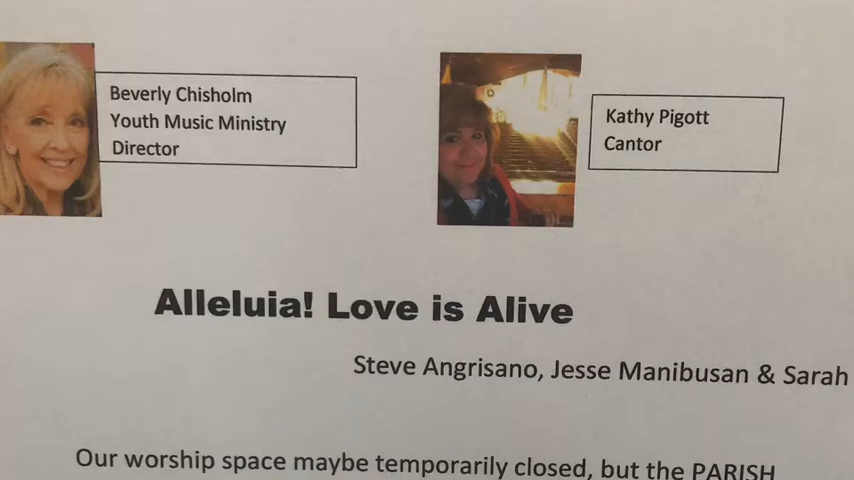 Beverly Chisholm
Youth Music Ministry
Director
Kathy Pigott
Cantor
Alleluia! Love is Alive
Steve Angrisano, Jesse Manibusan & Sarah
Our worship space maybe temporarily closed, but the PARISH